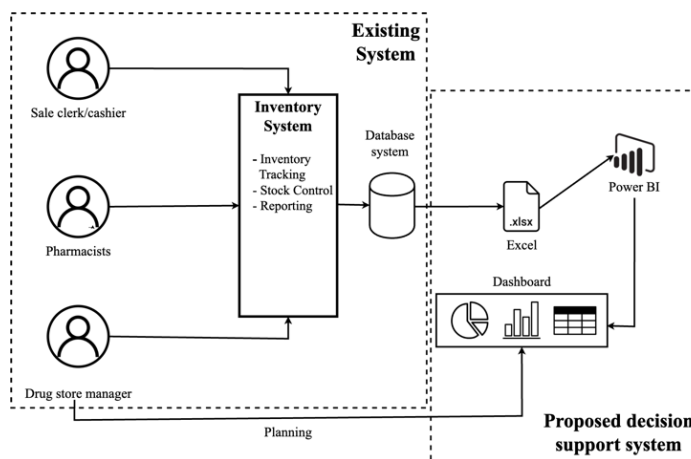 Existing
System
Sale clerk/cashier
Inventory
System
- Inventory
Tracking
- Stock Control
- Reporting
Database
system
Pharmacists
.xlsx
Excel
Power BI
Dashboard
Drug store manager
Planning
Proposed decision
support system